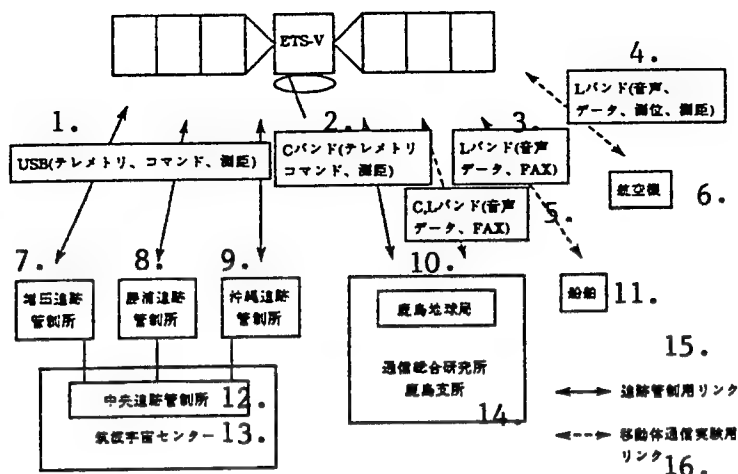 ETS-V
4.
Lバンド(音声、
データ、測位、測距)
1.
USB(テレメトリ、コマンド、測距)
2.
Cバンド(テレメトリ
コマンド、測距)
3.
Lバンド(音声
データ、FAX)
航空機
6.
C,Lバンド(音声
データ、FAX)
5.
7.
増田追跡
管制所
8.
勝浦追跡
管制所
9.
沖縄追跡
管制所
10.
鹿島地球局
船舶
11.
通信総合研究所
鹿島支所
14.
中央追跡管制所
12.
筑波宇宙センター
13.
15.
追跡管制用リンク
移動体通信実験用
リンク
16.